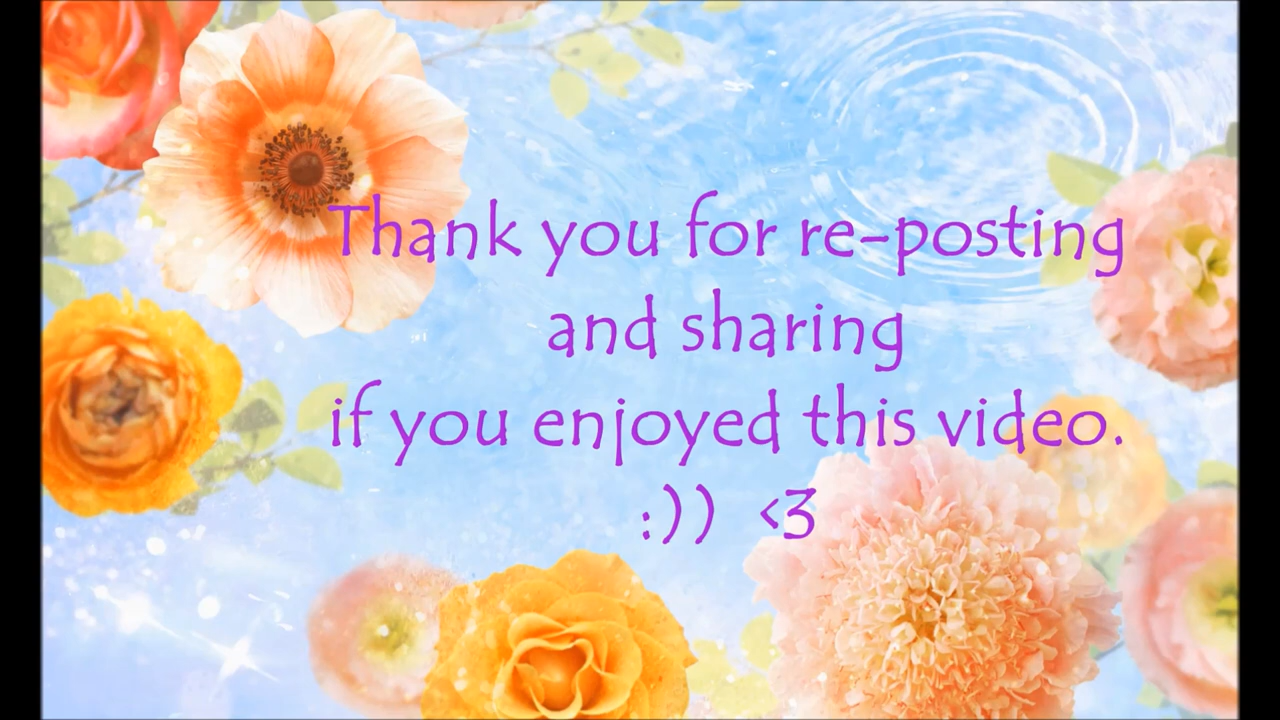 Thank you for re-posting
and sharing
if you enjoyed this video.
:)) <3